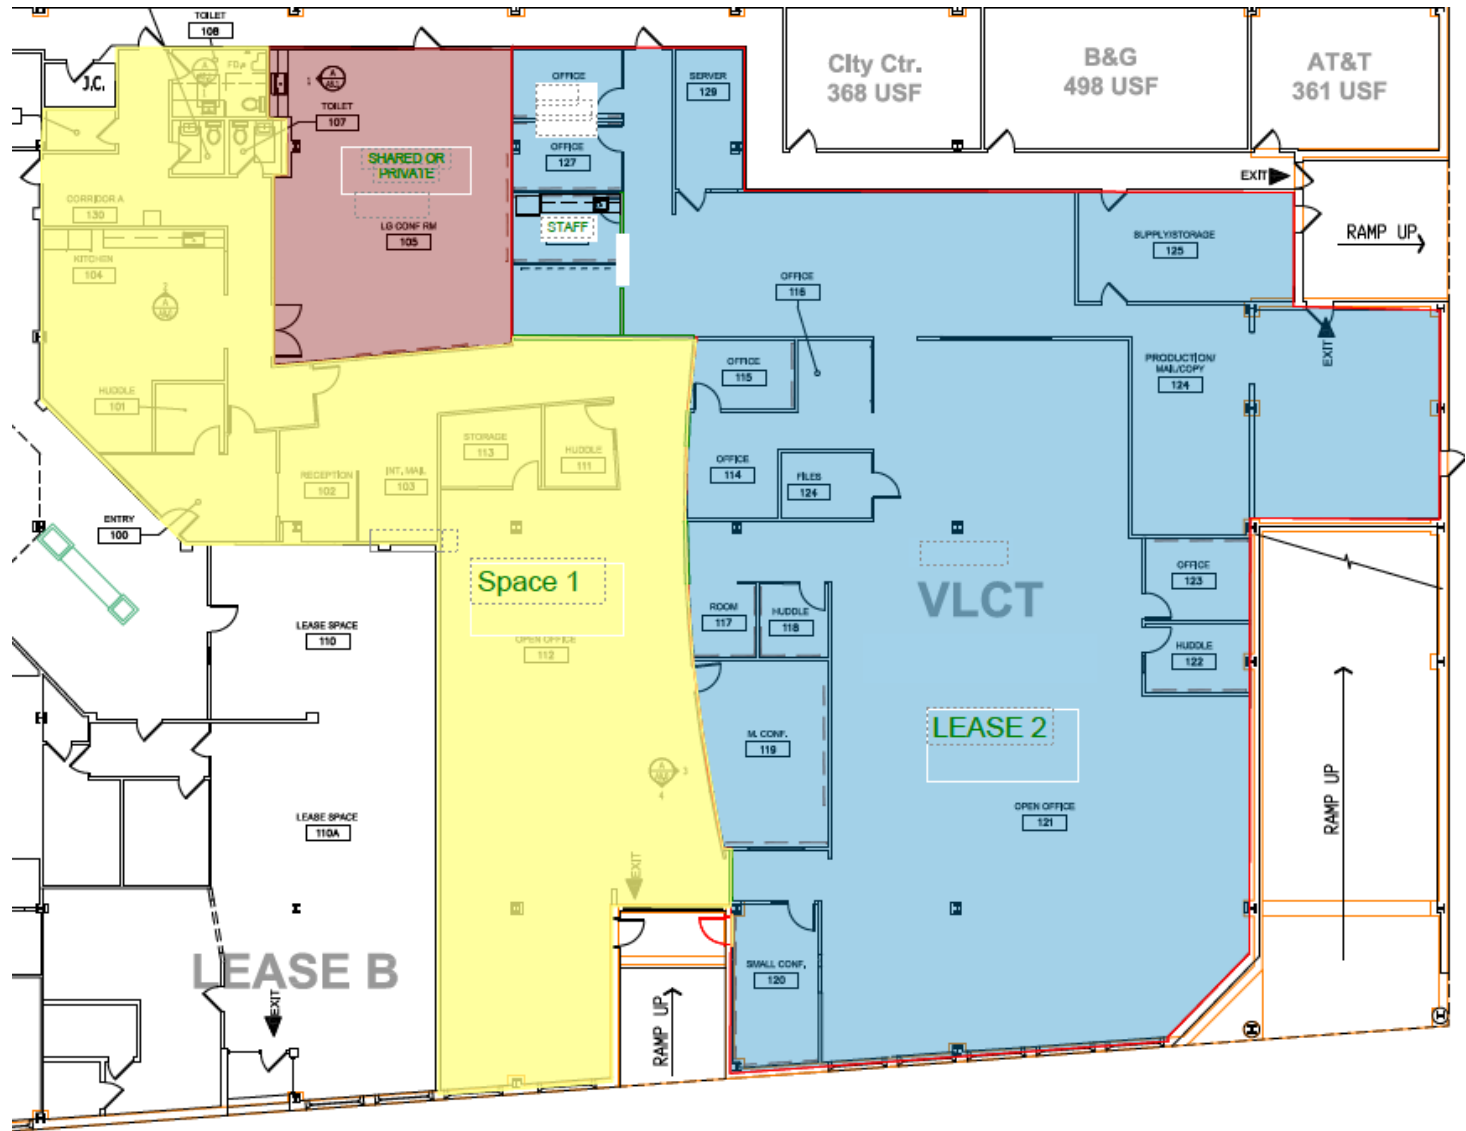 TOILET
108
J.C.
FD
A
1
A
TOILET
107
SHARED OR
PRIVATE
LG CONF RM
105
CORRIDOR A
130
KITCHEN
104
2
A
HUDDLE
101
ENTRY
100
RECEPTION
102
INT. MAIL
103
STORAGE
113
HUDDLE
111
Space 1
OPEN OFFICE
112
A
3
4
EXIT
RAMP UP
LEASE SPACE
110
LEASE SPACE
110A
LEASE B
EXIT
OFFICE
OFFICE
127
STAFF
SERVER
129
City Ctr.
368 USF
B&G
498 USF
AT&T
361 USF
EXIT
RAMP UP
SUPPLY/STORAGE
125
OFFICE
116
OFFICE
115
OFFICE
114
FILES
124
PRODUCTION/
MAIL/COPY
124
EXIT
VLCT
OFFICE
123
HUDDLE
122
ROOM
117
HUDDLE
118
M. CONF.
119
LEASE 2
OPEN OFFICE
121
SMALL CONF.
120
RAMP UP